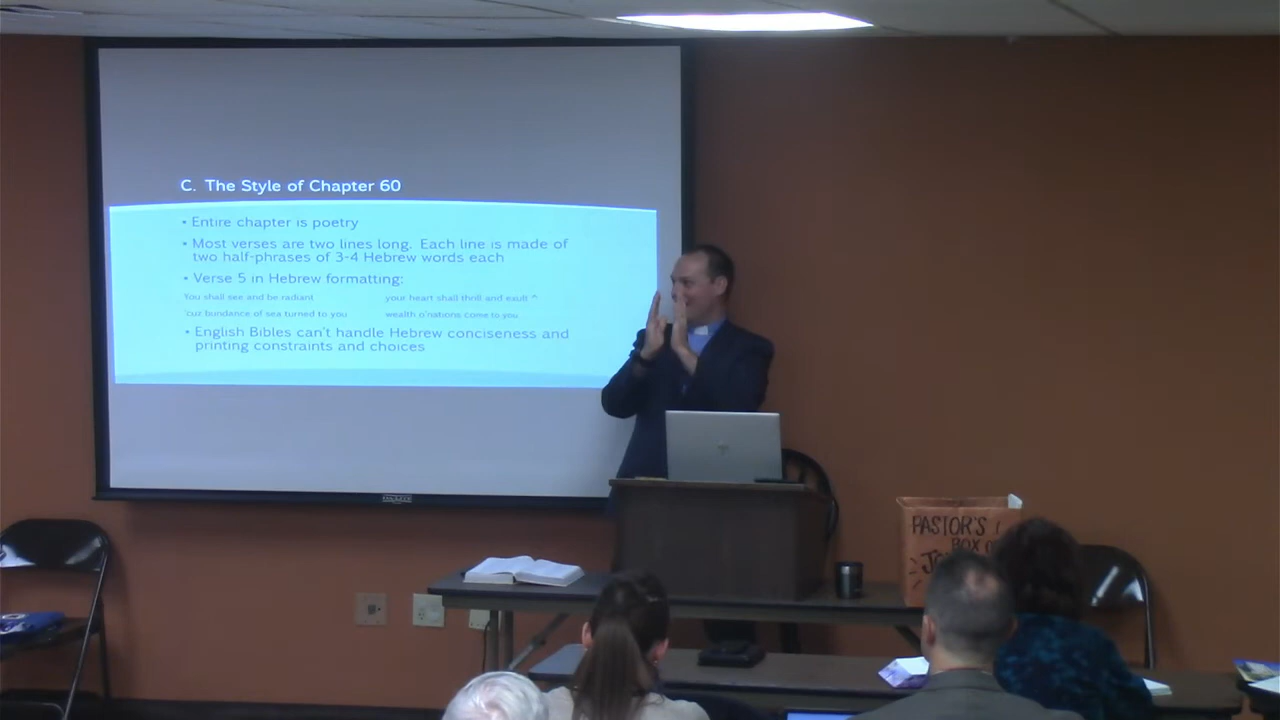 C. The Style of Chapter 60
• Entire chapter is poetry
• Most verses are two lines long. Each line is made of
two half-phrases of 3-4 Hebrew words each
• Verse 5 in Hebrew formatting:
You shall see and be radiant your heart shall thrill and exult ^
'cuz bundance of sea turned to you wealth o'nations come to you
• English Bibles can't handle Hebrew conciseness and
printing constraints and choices
PASTOR'S
BOX